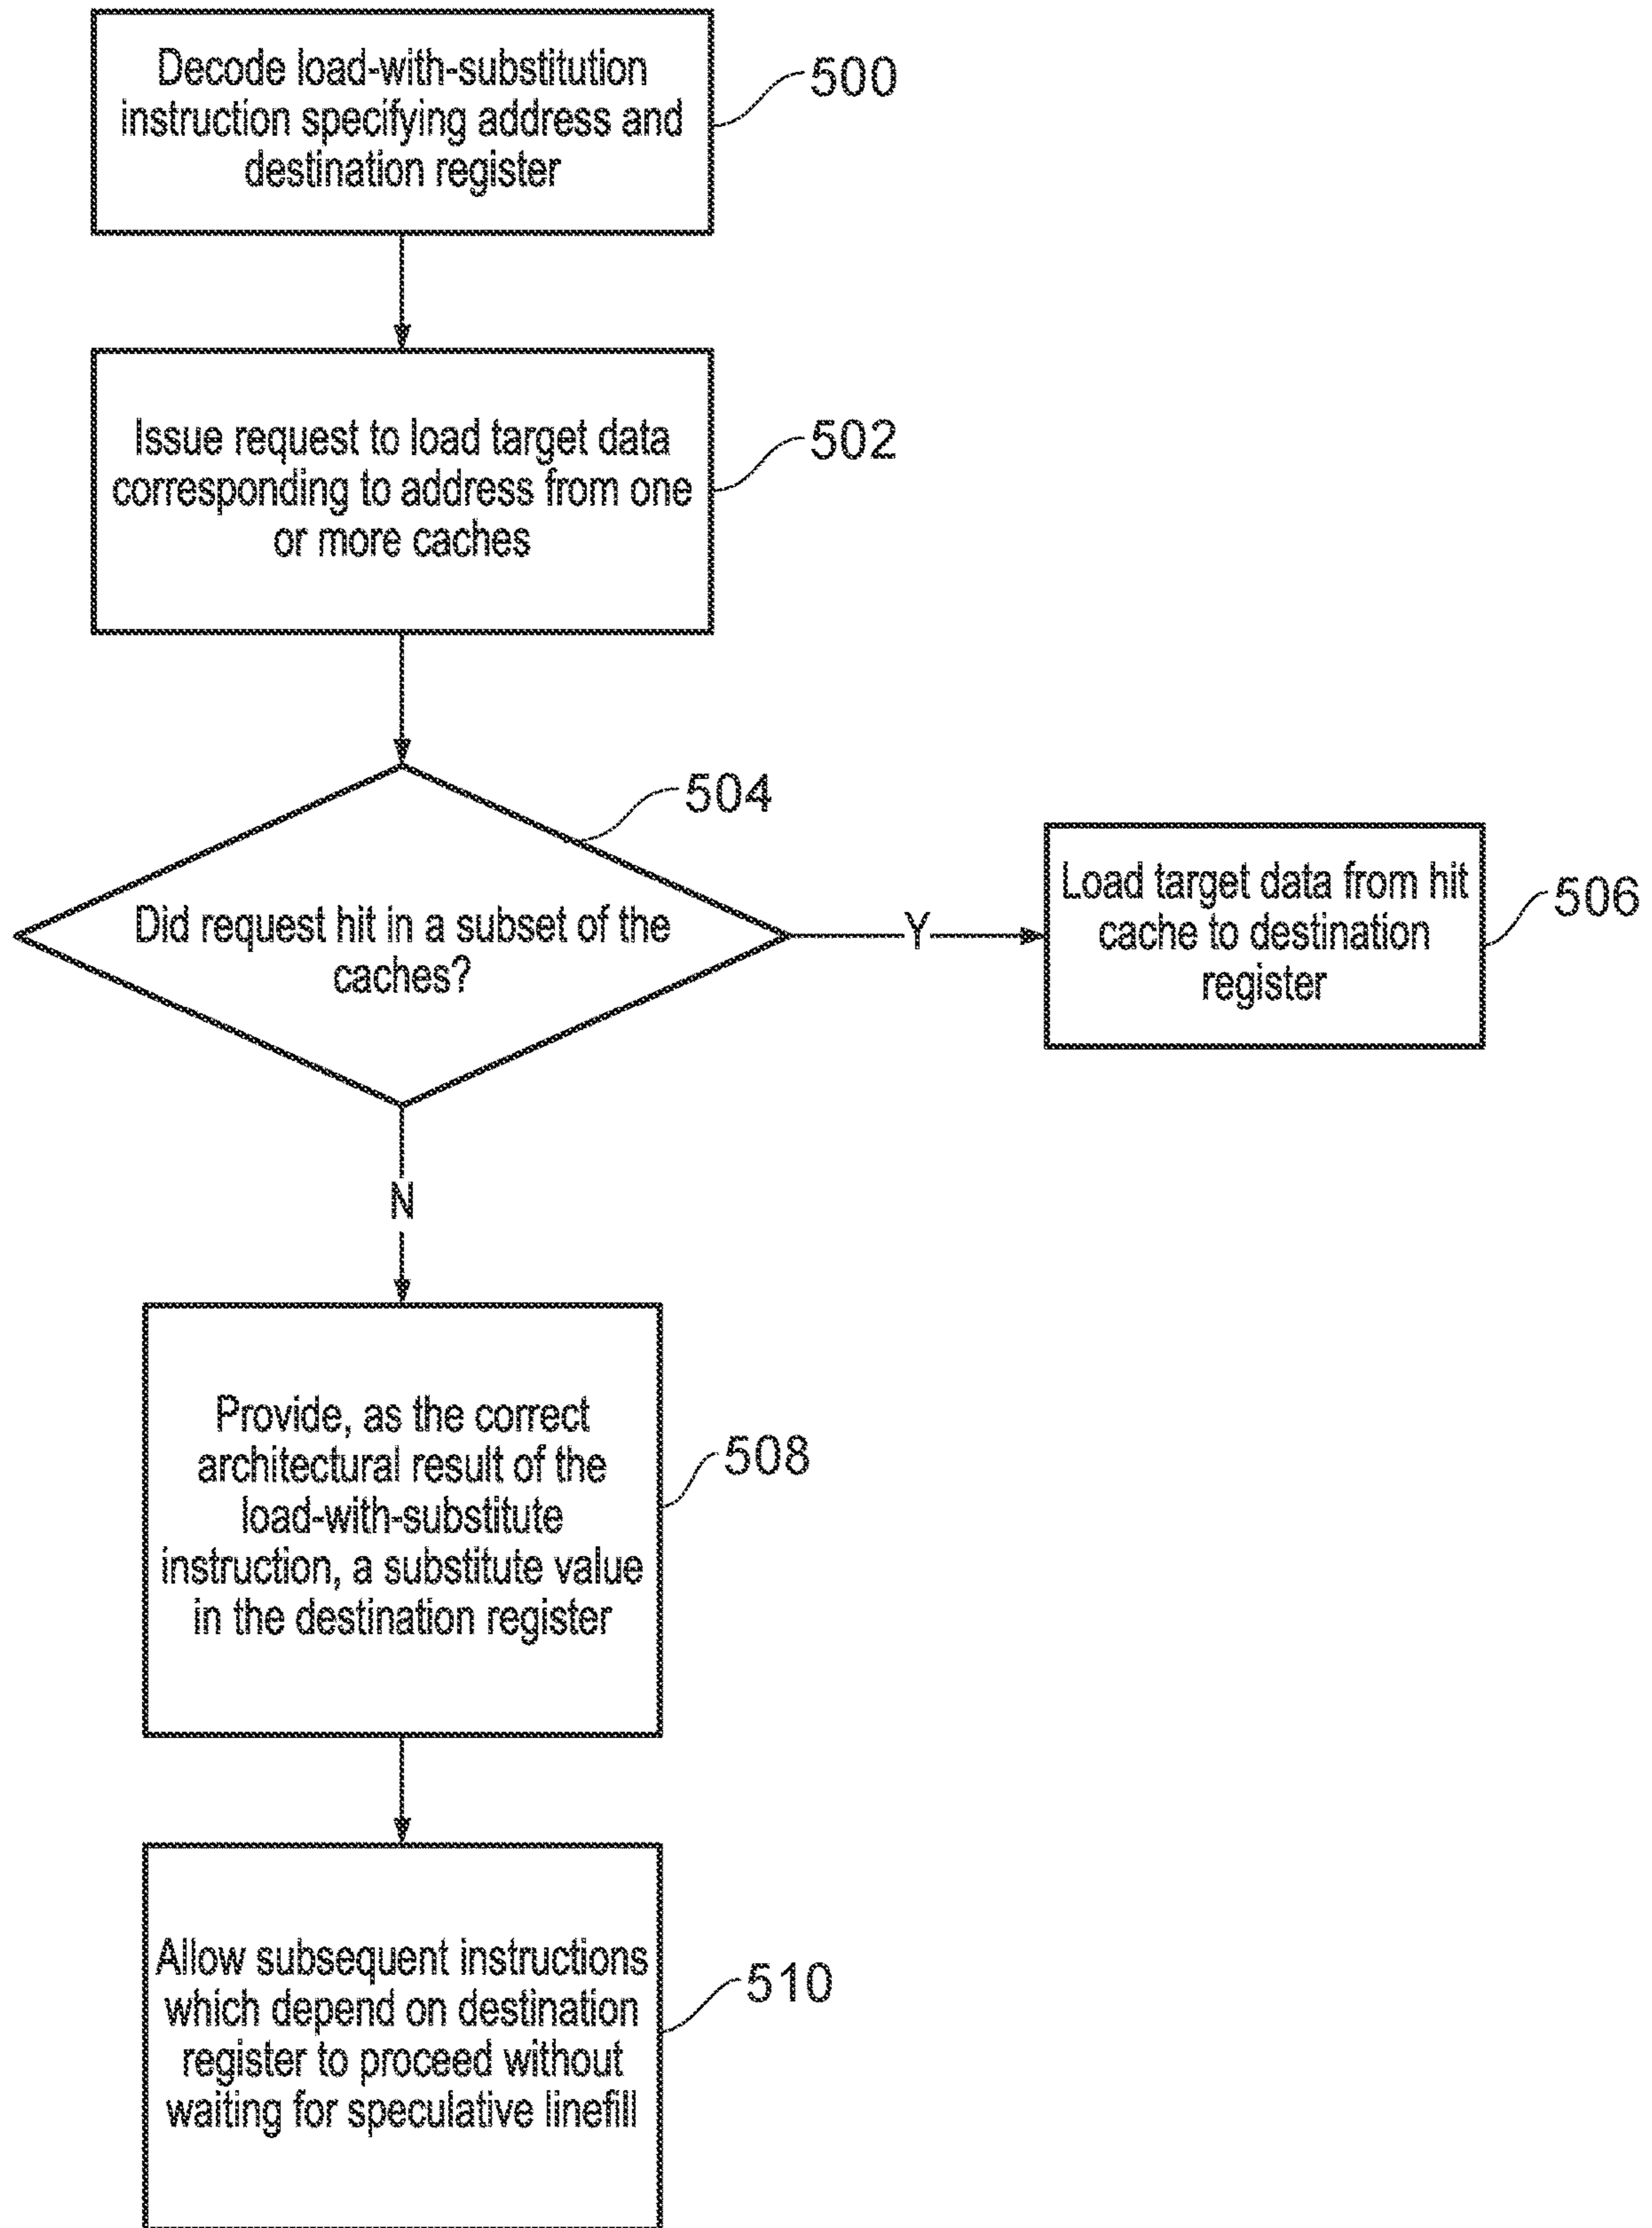 Decode load-with-substitution
instruction specifying address and
destination register
500
Issue request to load target data
corresponding to address from one
or more caches
502
504
Did request hit in a subset of the
caches?
Y
Load target data from hit
cache to destination
register
506
N
Provide, as the correct
architectural result of the
load-with-substitute
instruction, a substitute value
in the destination register
508
Allow subsequent instructions
which depend on destination
register to proceed without
waiting for speculative linefill
510